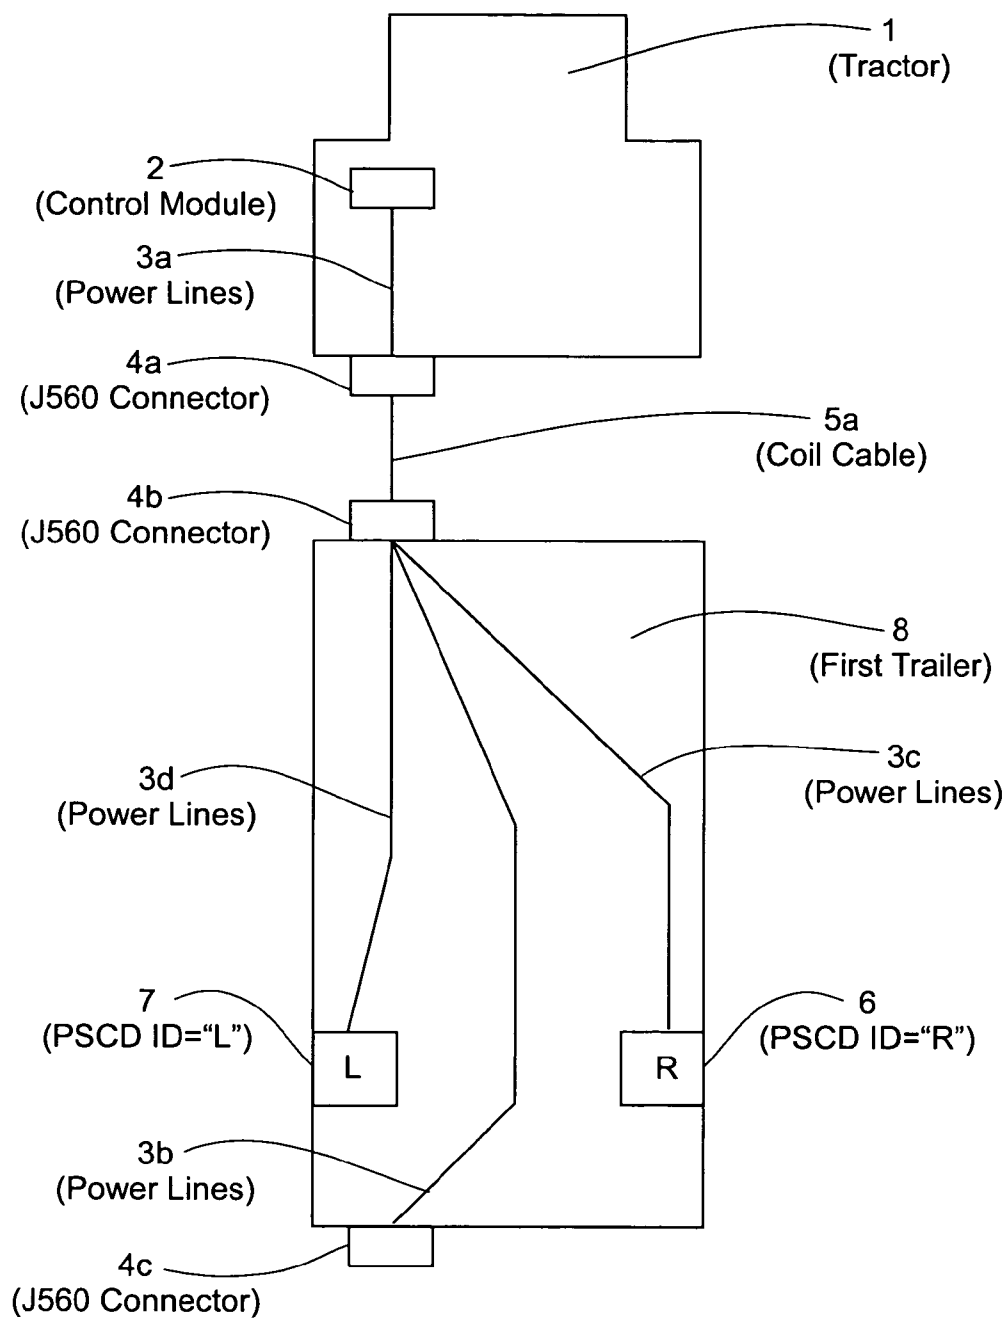 1
(Tractor)
2
(Control Module)
3a
(Power Lines)
4a
(J560 Connector)
5a
(Coil Cable)
4b
(J560 Connector)
8
(First Trailer)
3c
(Power Lines)
3d
(Power Lines)
7
(PSCD ID=“L”)
6
(PSCD ID=“R”)
L
R
3b
(Power Lines)
4c
(J560 Connector)